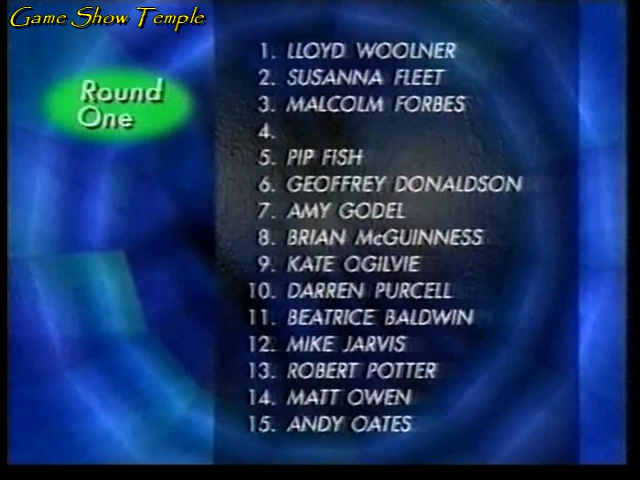 Game Show Temple
Round
One
1. LLOYD WOOLNER
2. SUSANNA FLEET
3. MALCOLM FORBES
4.
5. PIP FISH
6. GEOFFREY DONALDSON
7. AMY GODEL
8. BRIAN McGUINNESS
9. KATE OGILVIE
10. DARREN PURCELL
11. BEATRICE BALDWIN
12. MIKE JARVIS
13. ROBERT POTTER
14. MATT OWEN
15. ANDY OATES